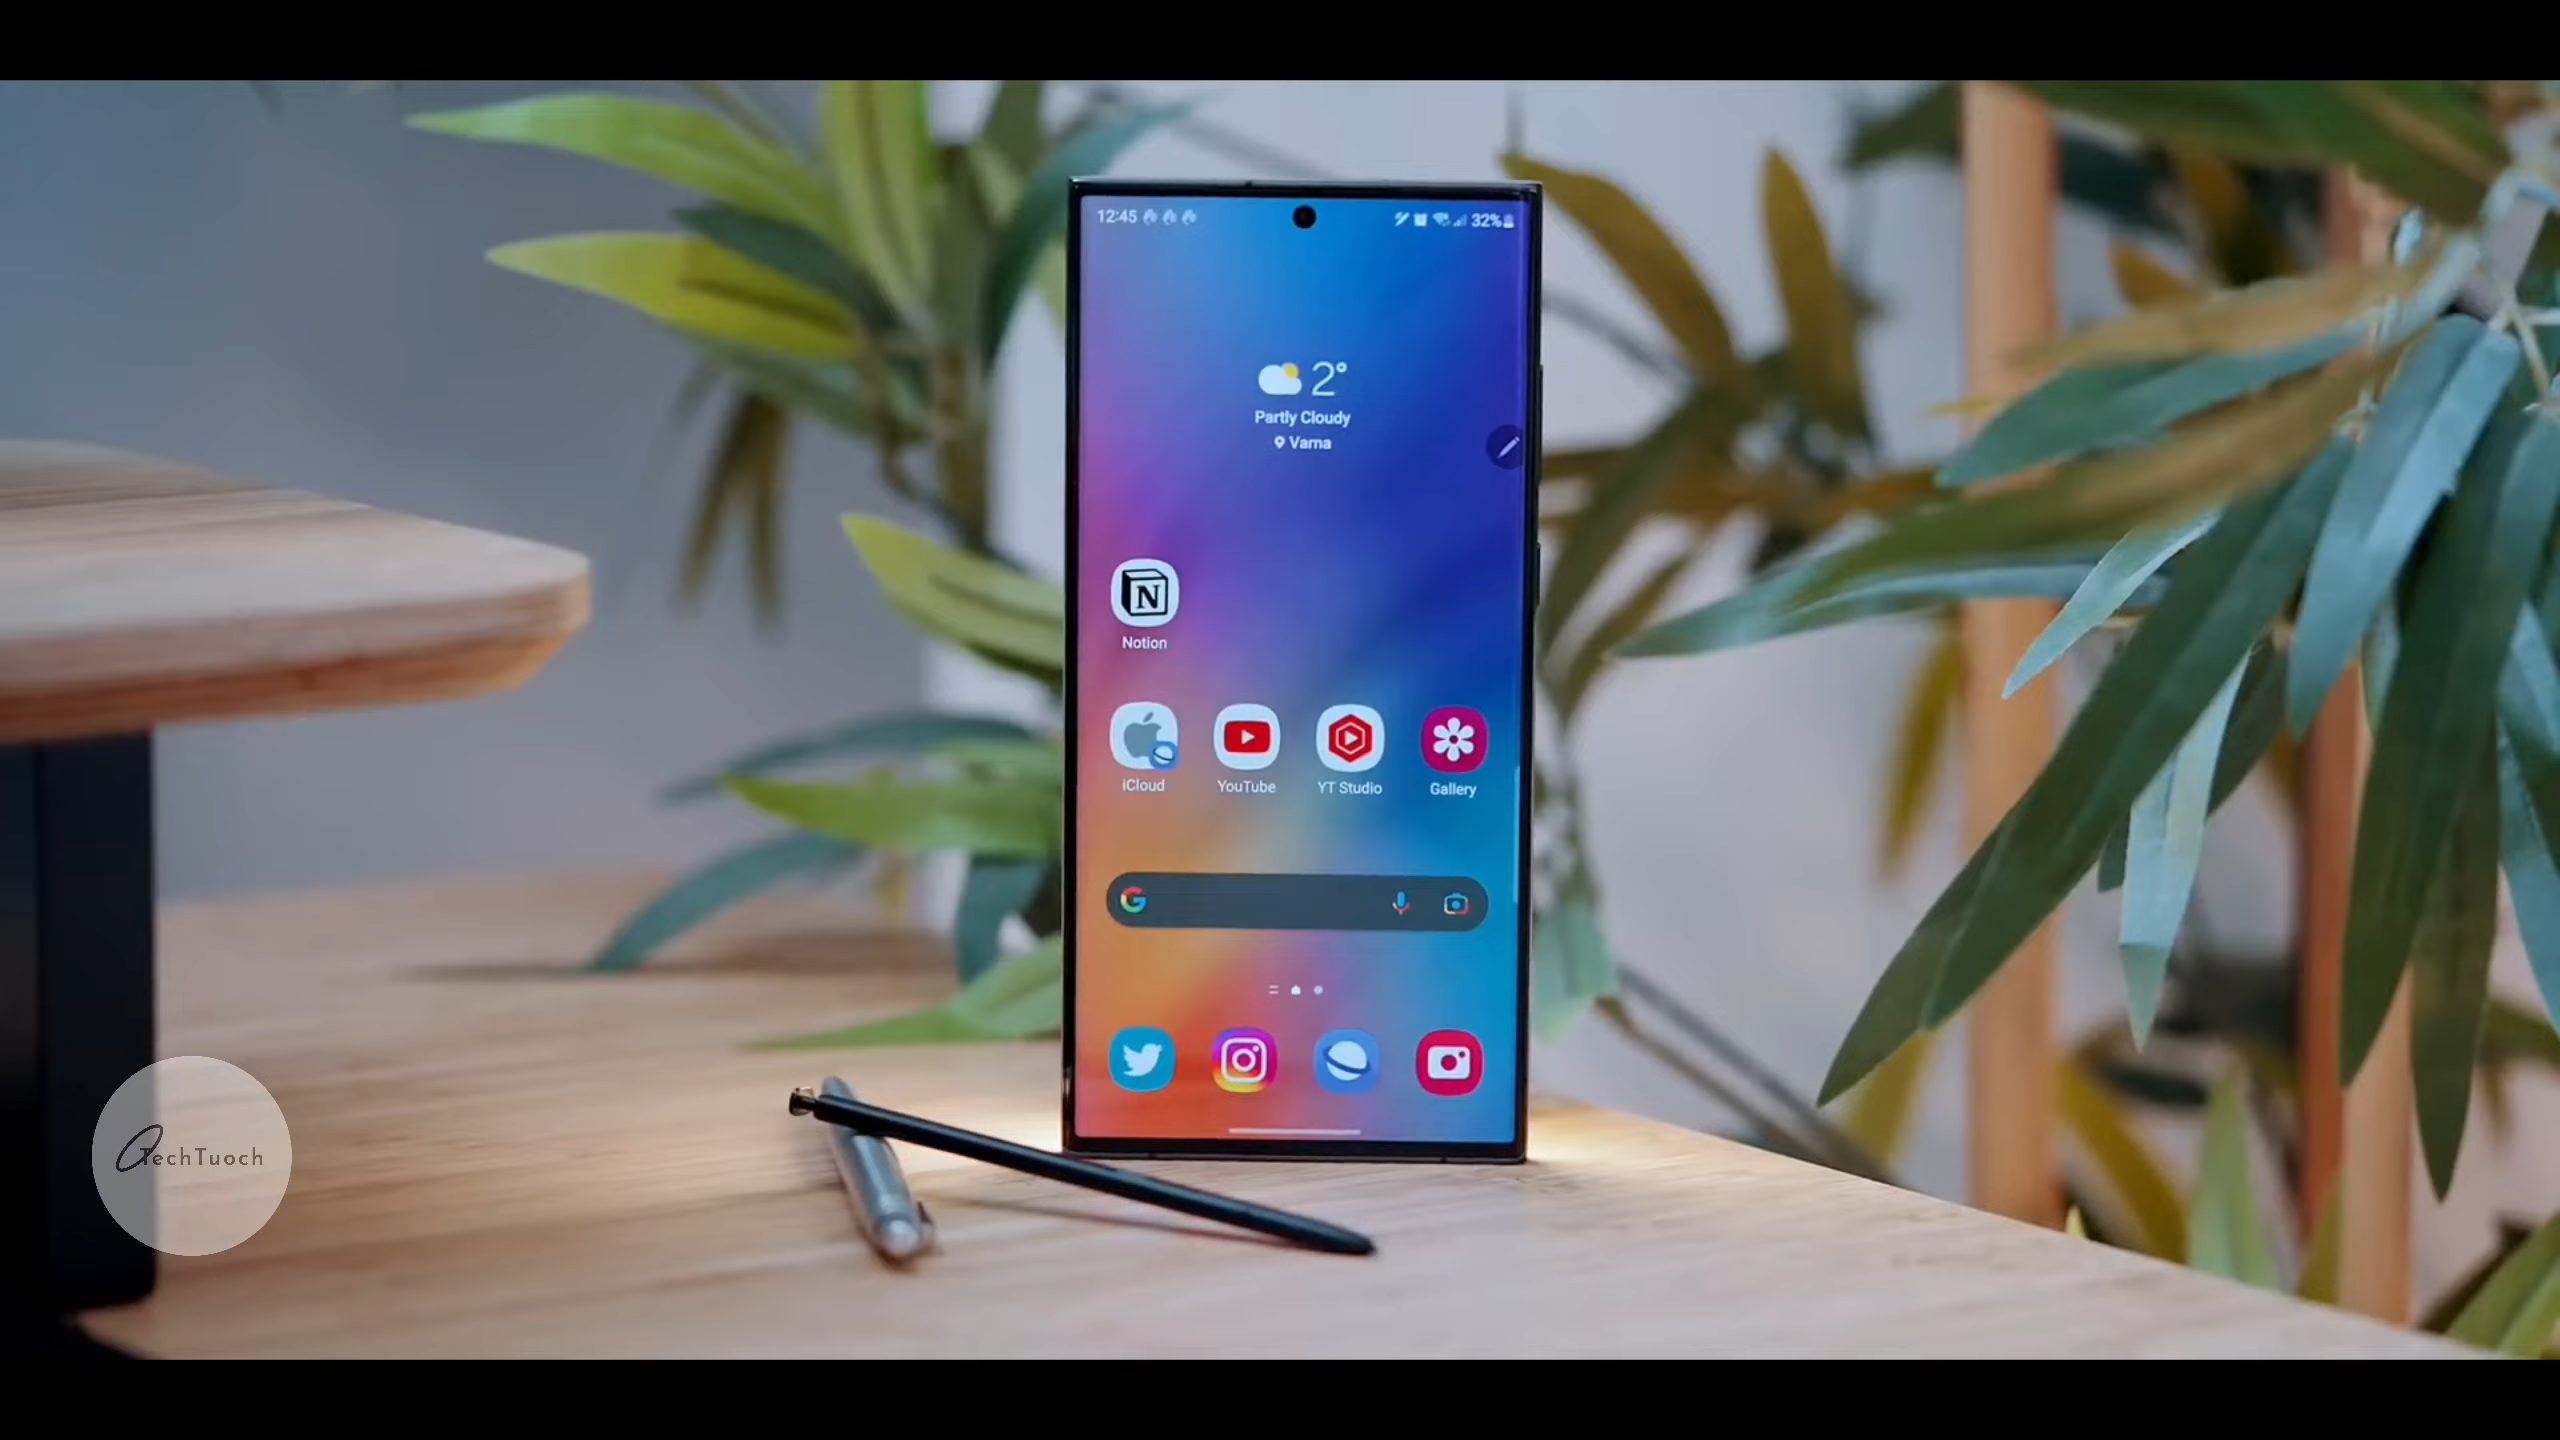 12:45
32%
2°
Partly Cloudy
Varna
N
Notion
iCloud
YouTube
YT Studio
Gallery
G
TechTuoch